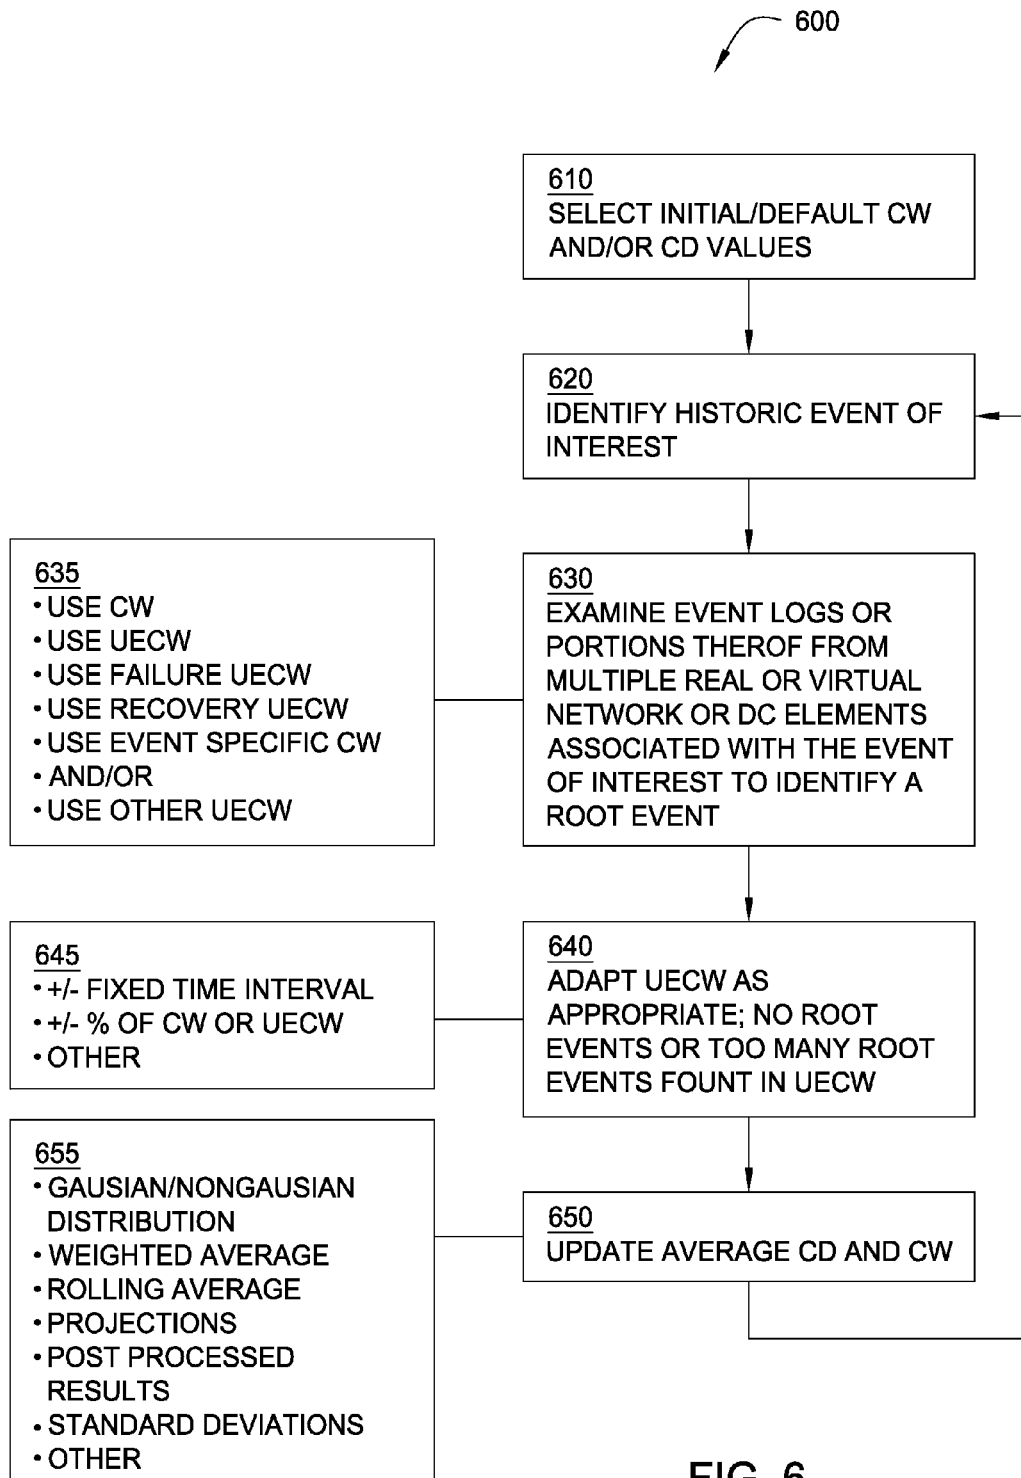 600
610
SELECT INITIAL/DEFAULT CW
AND/OR CD VALUES
620
IDENTIFY HISTORIC EVENT OF
INTEREST
635
• USE CW
• USE UECW
• USE FAILURE UECW
• USE RECOVERY UECW
• USE EVENT SPECIFIC CW
• AND/OR
• USE OTHER UECW
630
EXAMINE EVENT LOGS OR
PORTIONS THEROF FROM
MULTIPLE REAL OR VIRTUAL
NETWORK OR DC ELEMENTS
ASSOCIATED WITH THE EVENT
OF INTEREST TO IDENTIFY A
ROOT EVENT
645
• +/- FIXED TIME INTERVAL
• +/- % OF CW OR UECW
• OTHER
640
ADAPT UECW AS
APPROPRIATE; NO ROOT
EVENTS OR TOO MANY ROOT
EVENTS FOUNT IN UECW
655
• GAUSIAN/NONGAUSIAN
DISTRIBUTION
• WEIGHTED AVERAGE
• ROLLING AVERAGE
• PROJECTIONS
• POST PROCESSED
RESULTS
• STANDARD DEVIATIONS
• OTHER
650
UPDATE AVERAGE CD AND CW
FIG. 6